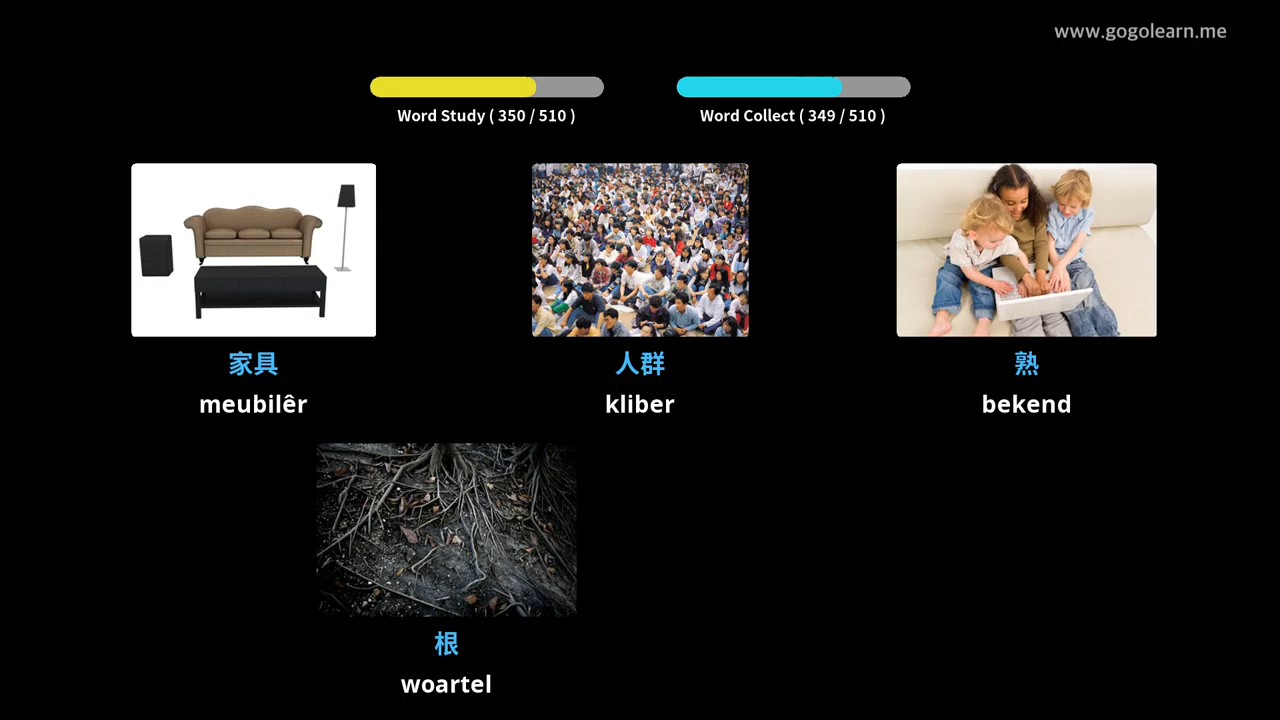 www.gogolearn.me
Word Study ( 350 / 510 )
Word Collect ( 349 / 510 )
家具
meubilêr
人群
kliber
熟
bekend
根
woartel